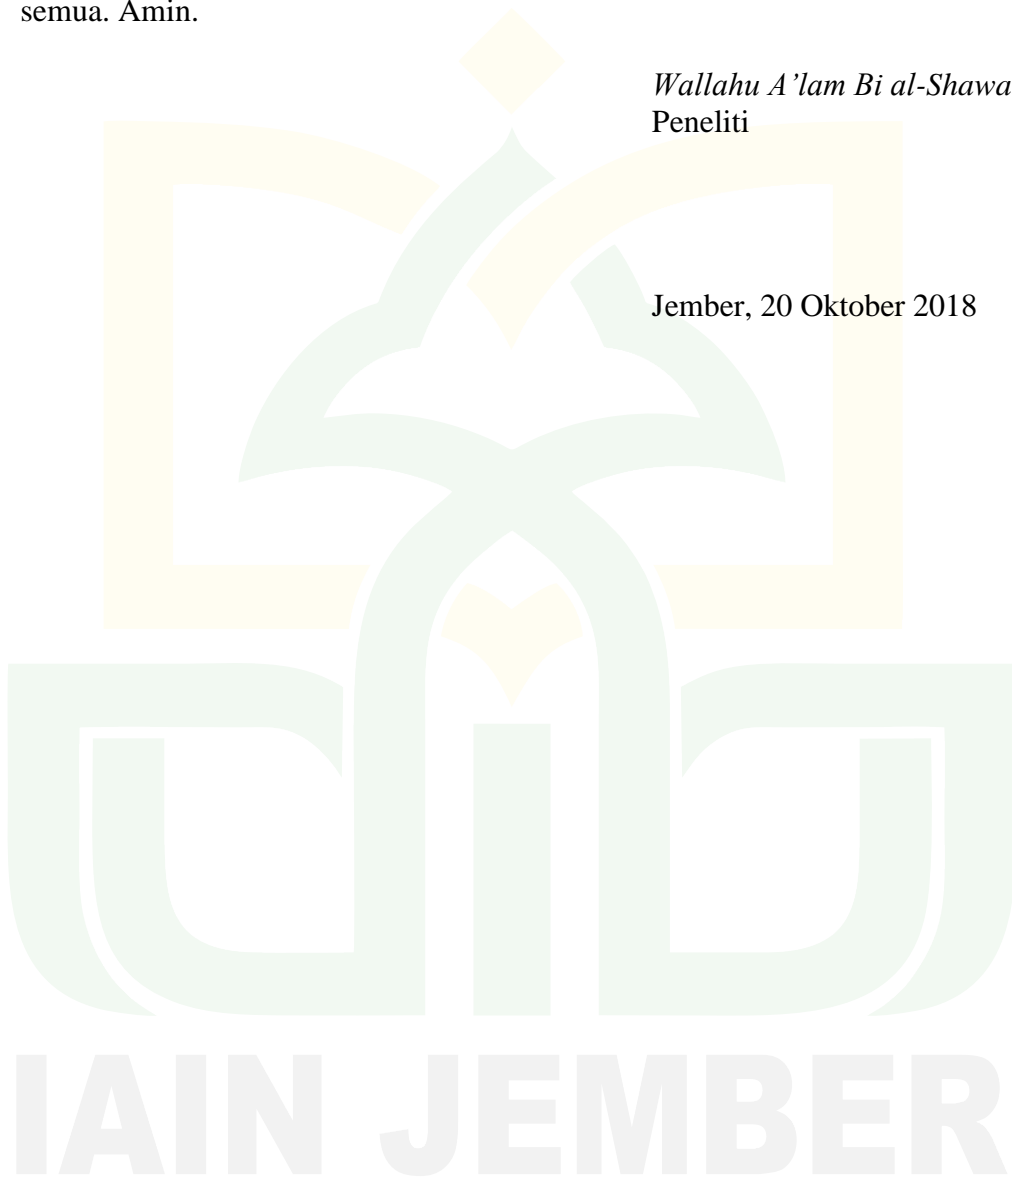 semua. Amin.
Wallahu A’lam Bi al-Shawa
Peneliti
Jember, 20 Oktober 2018
IAIN JEMBER